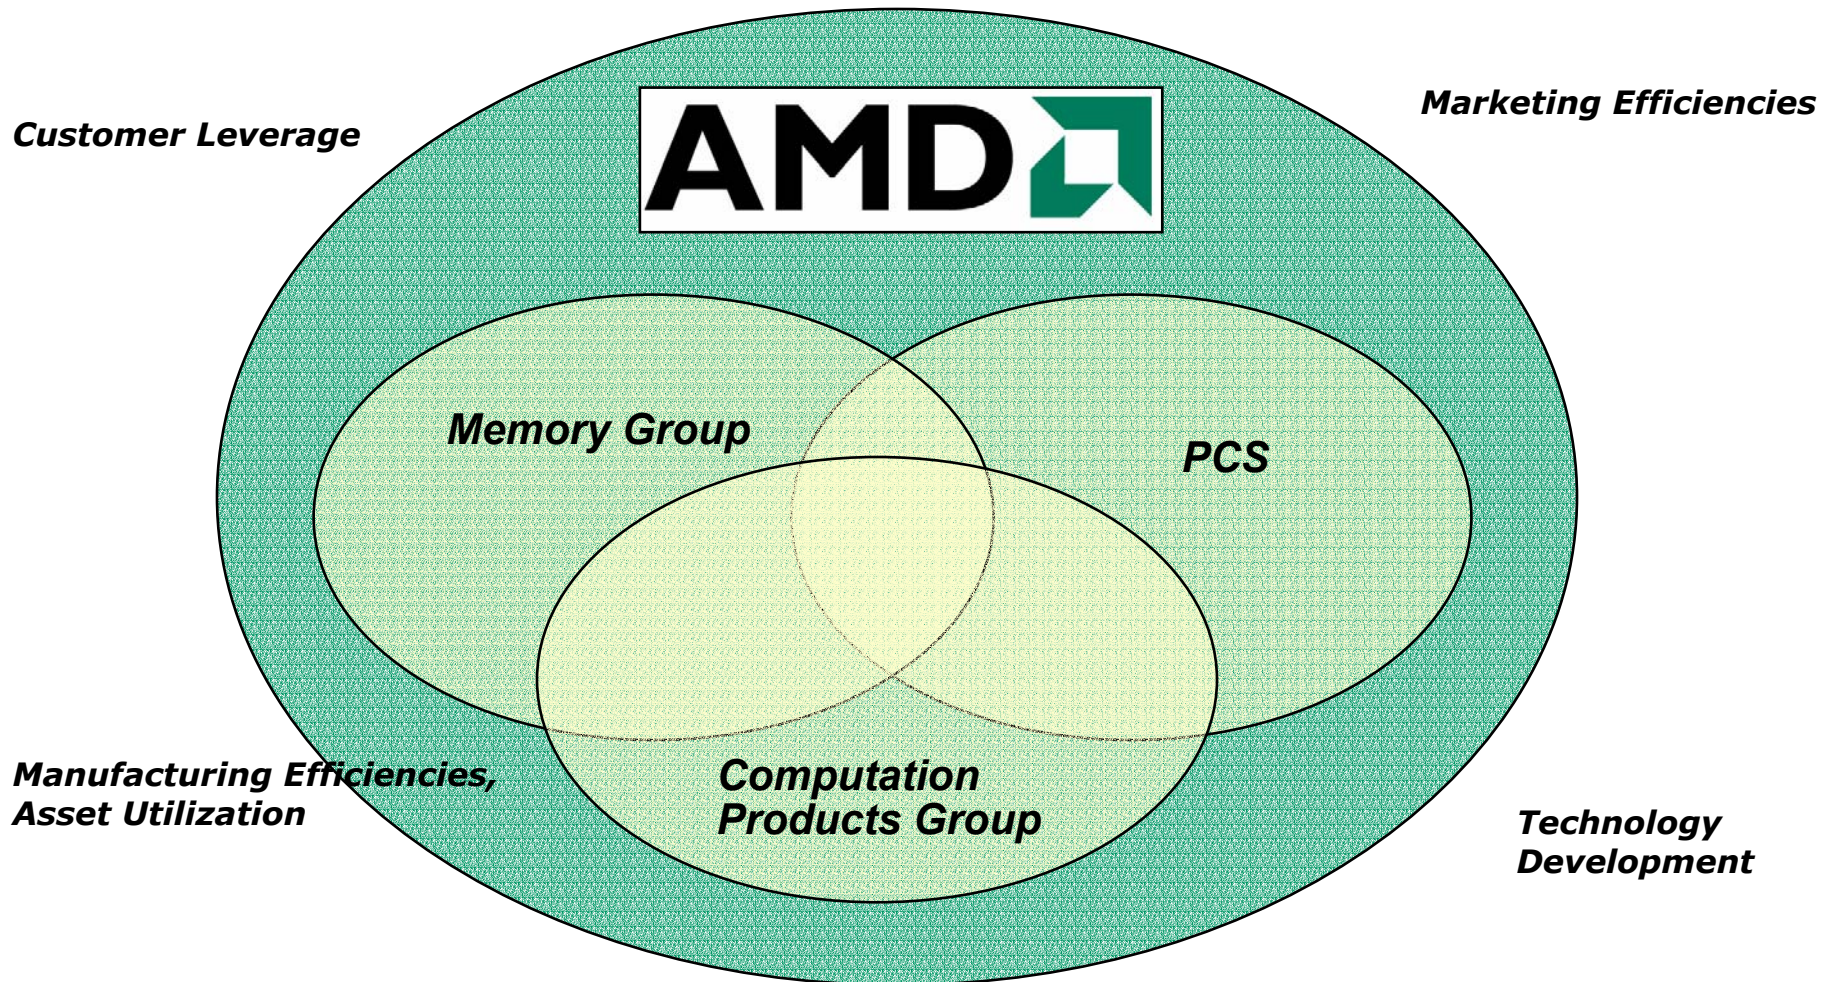 Customer Leverage
Marketing Efficiencies
AMD
Memory Group
PCS
Manufacturing Efficiencies,
Asset Utilization
Computation
Products Group
Technology
Development